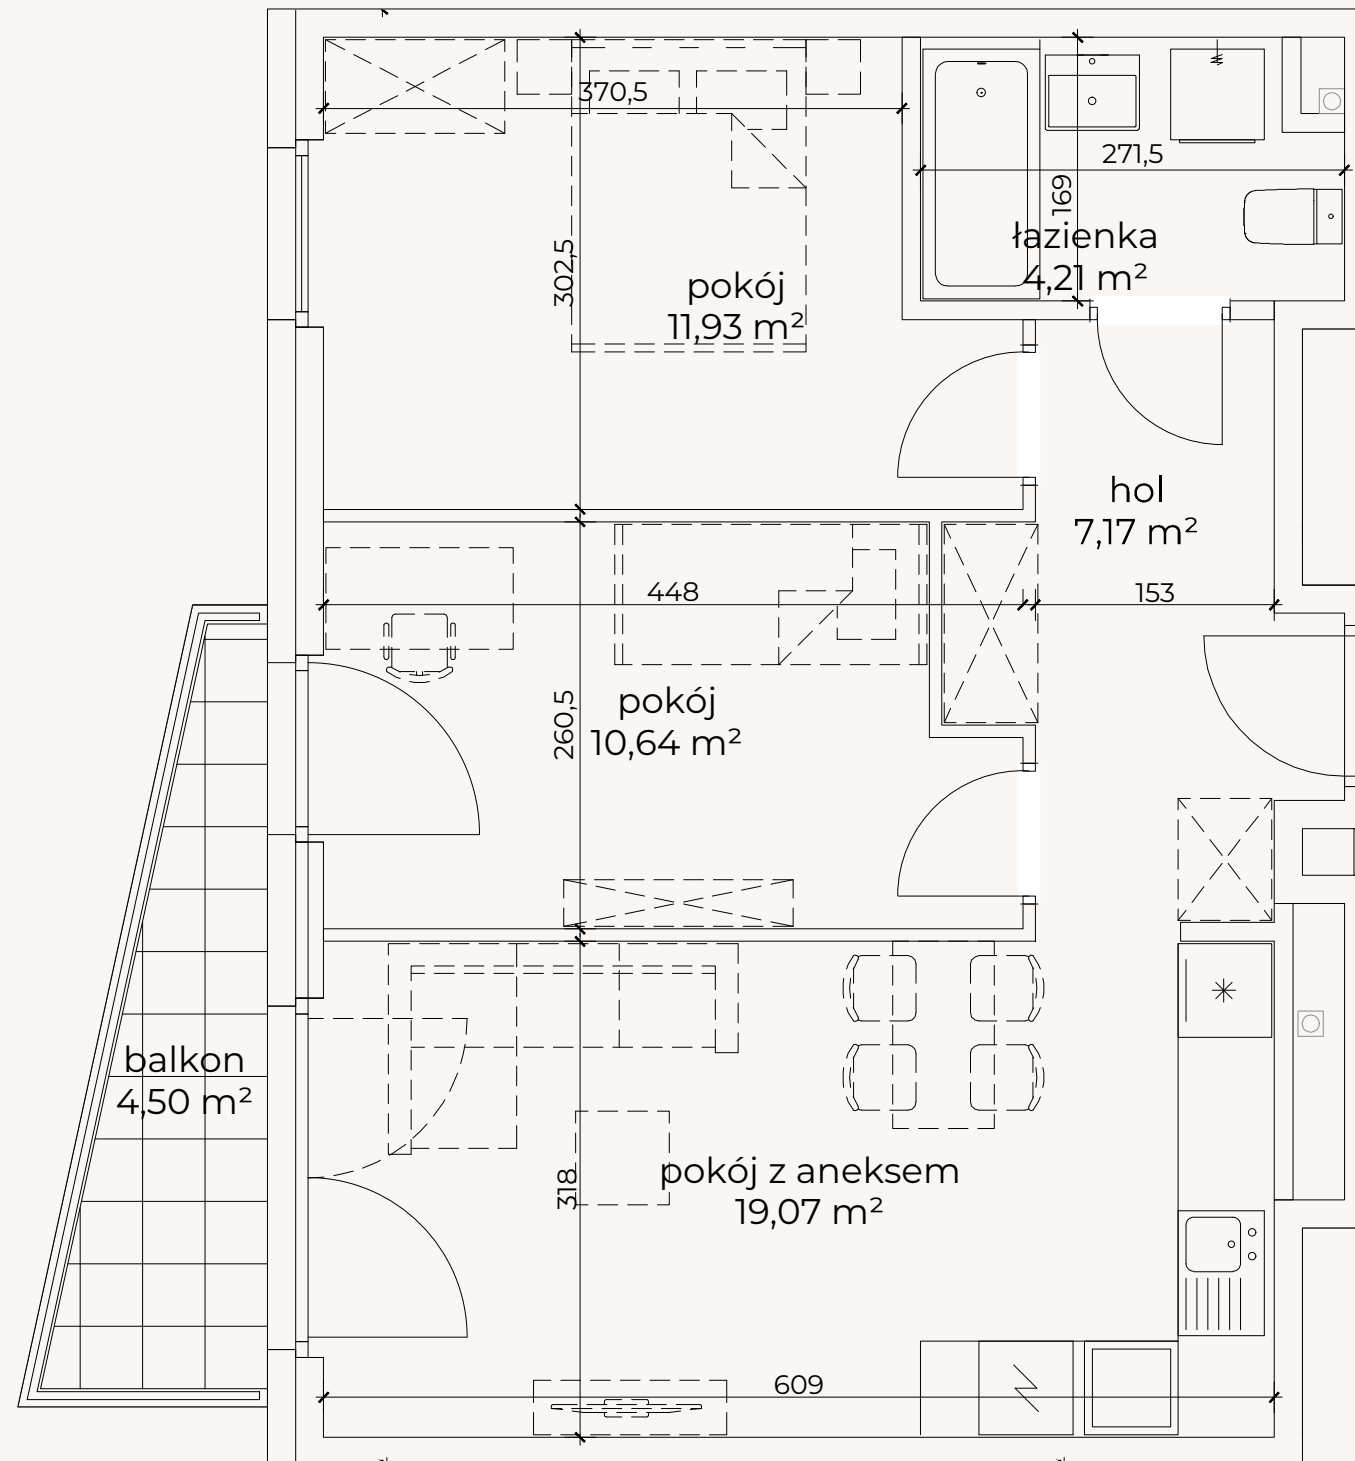 370,5
271,5
169
łazienka
4,21 m²
302,5
pokój
11,93 m²
hol
7,17 m²
448
153
260,5
pokój
10,64 m²
balkon
4,50 m²
318
pokój z aneksem
19,07 m²
609